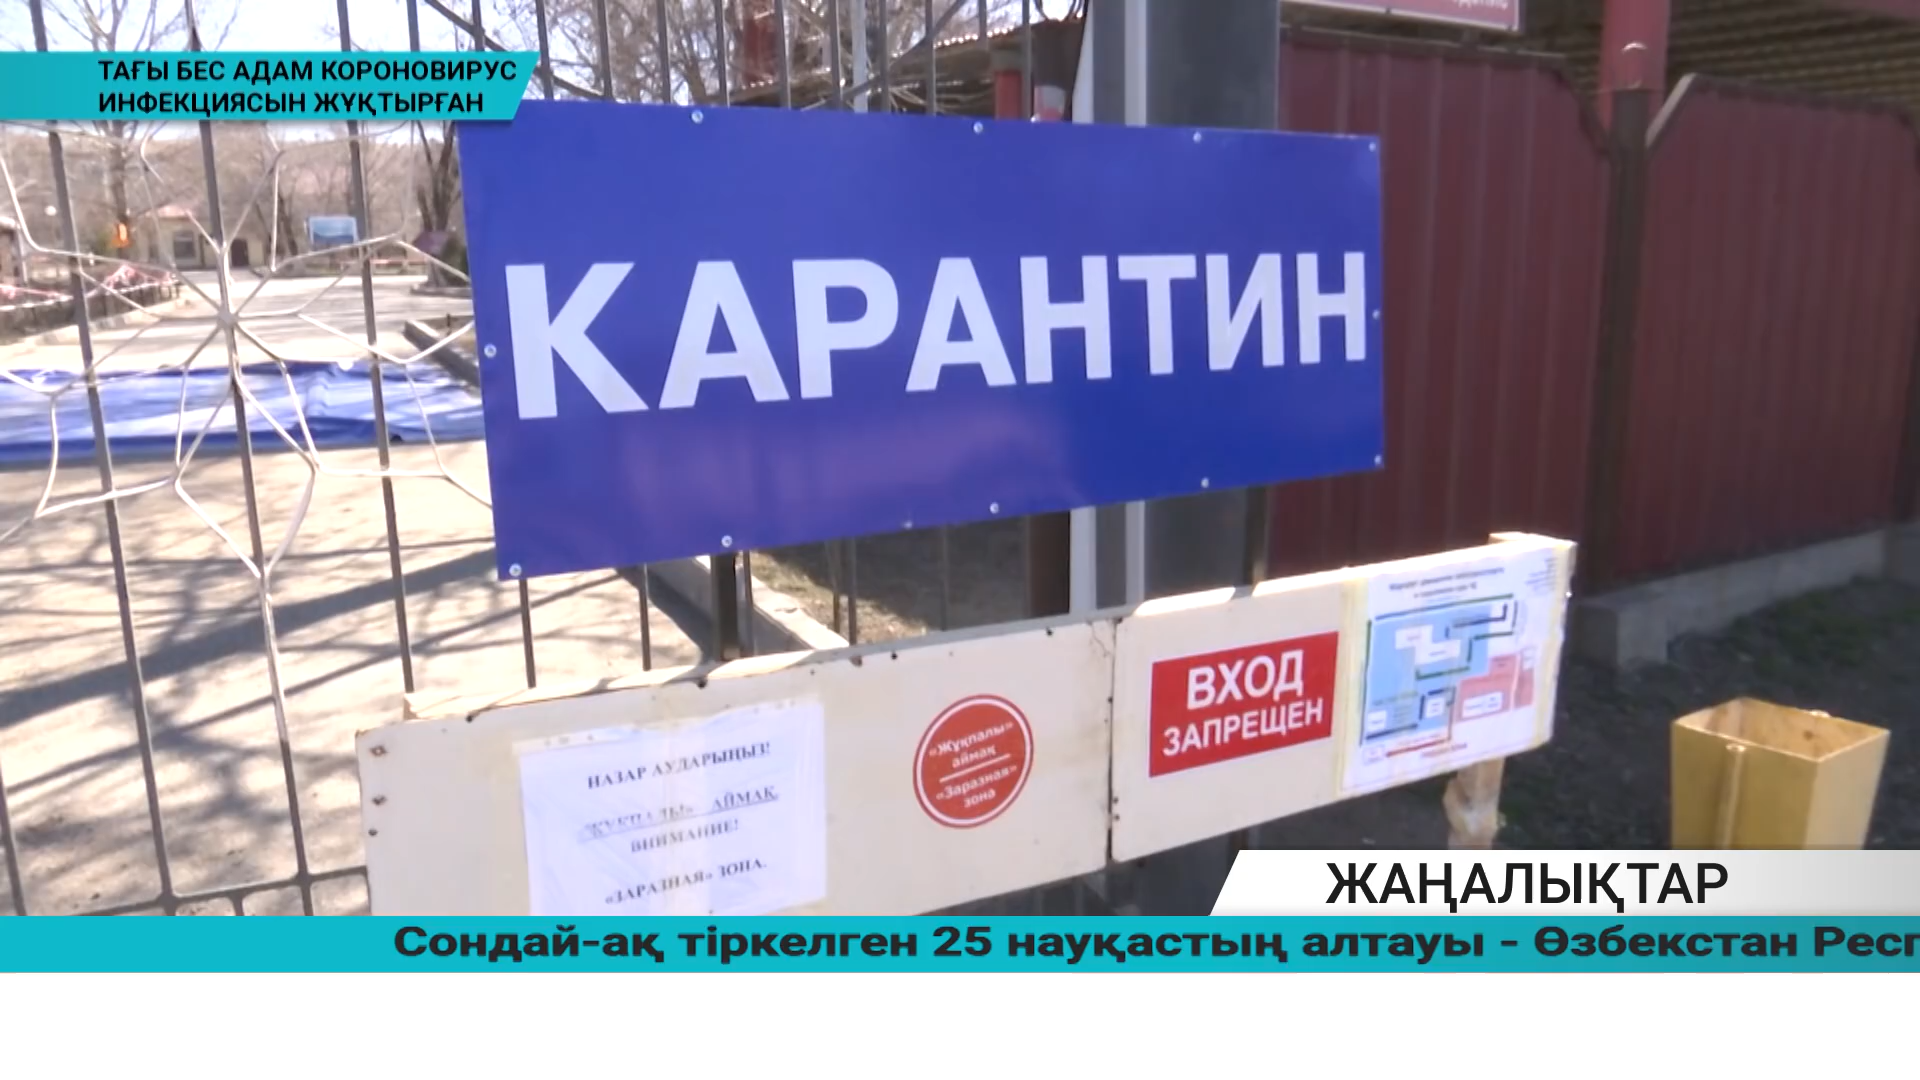 ТАҒЫ БЕС АДАМ КОРОНОВИРУС
ИНФЕКЦИЯСЫН ЖҰҚТЫРҒАН
КАРАНТИН
НАЗАР АУДАРЫҢЫЗ!
"ЖҰҚПАЛЫ" АЙМАҚ.
ВНИМАНИЕ!
«ЗАРАЗНАЯ» ЗОНА.
«Жұқпалы»
аймақ
«Заразная»
зона
ВХОД
ЗАПРЕЩЕН
ЖАҢАЛЫҚТАР
Сондай-ақ тіркелген 25 науқастың алтауы - Өзбекстан Респ